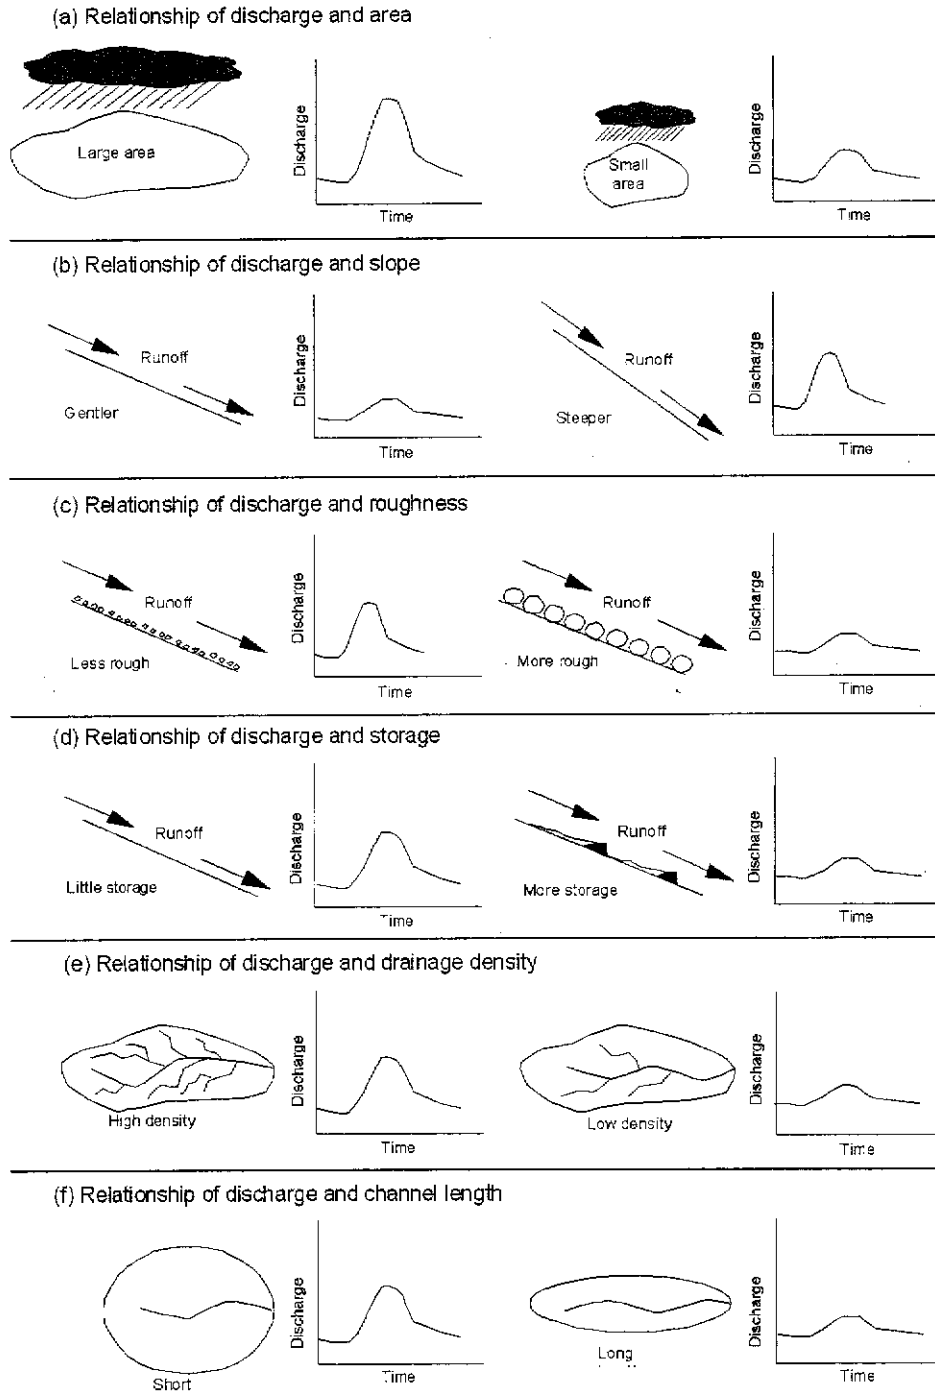 (a) Relationship of discharge and area
Large area
Discharge
Time
Small
area
Discharge
Time
(b) Relationship of discharge and slope
Runoff
Gentler
Discharge
Time
Runoff
Steeper
Discharge
Time
(c) Relationship of discharge and roughness
Runoff
Less rough
Discharge
Time
Runoff
More rough
Discharge
Time
(d) Relationship of discharge and storage
Runoff
Little storage
Discharge
Time
Runoff
More storage
Discharge
Time
(e) Relationship of discharge and drainage density
High density
Discharge
Time
Low density
Discharge
Time
(f) Relationship of discharge and channel length
Short
Discharge
Time
Long
Discharge
Time